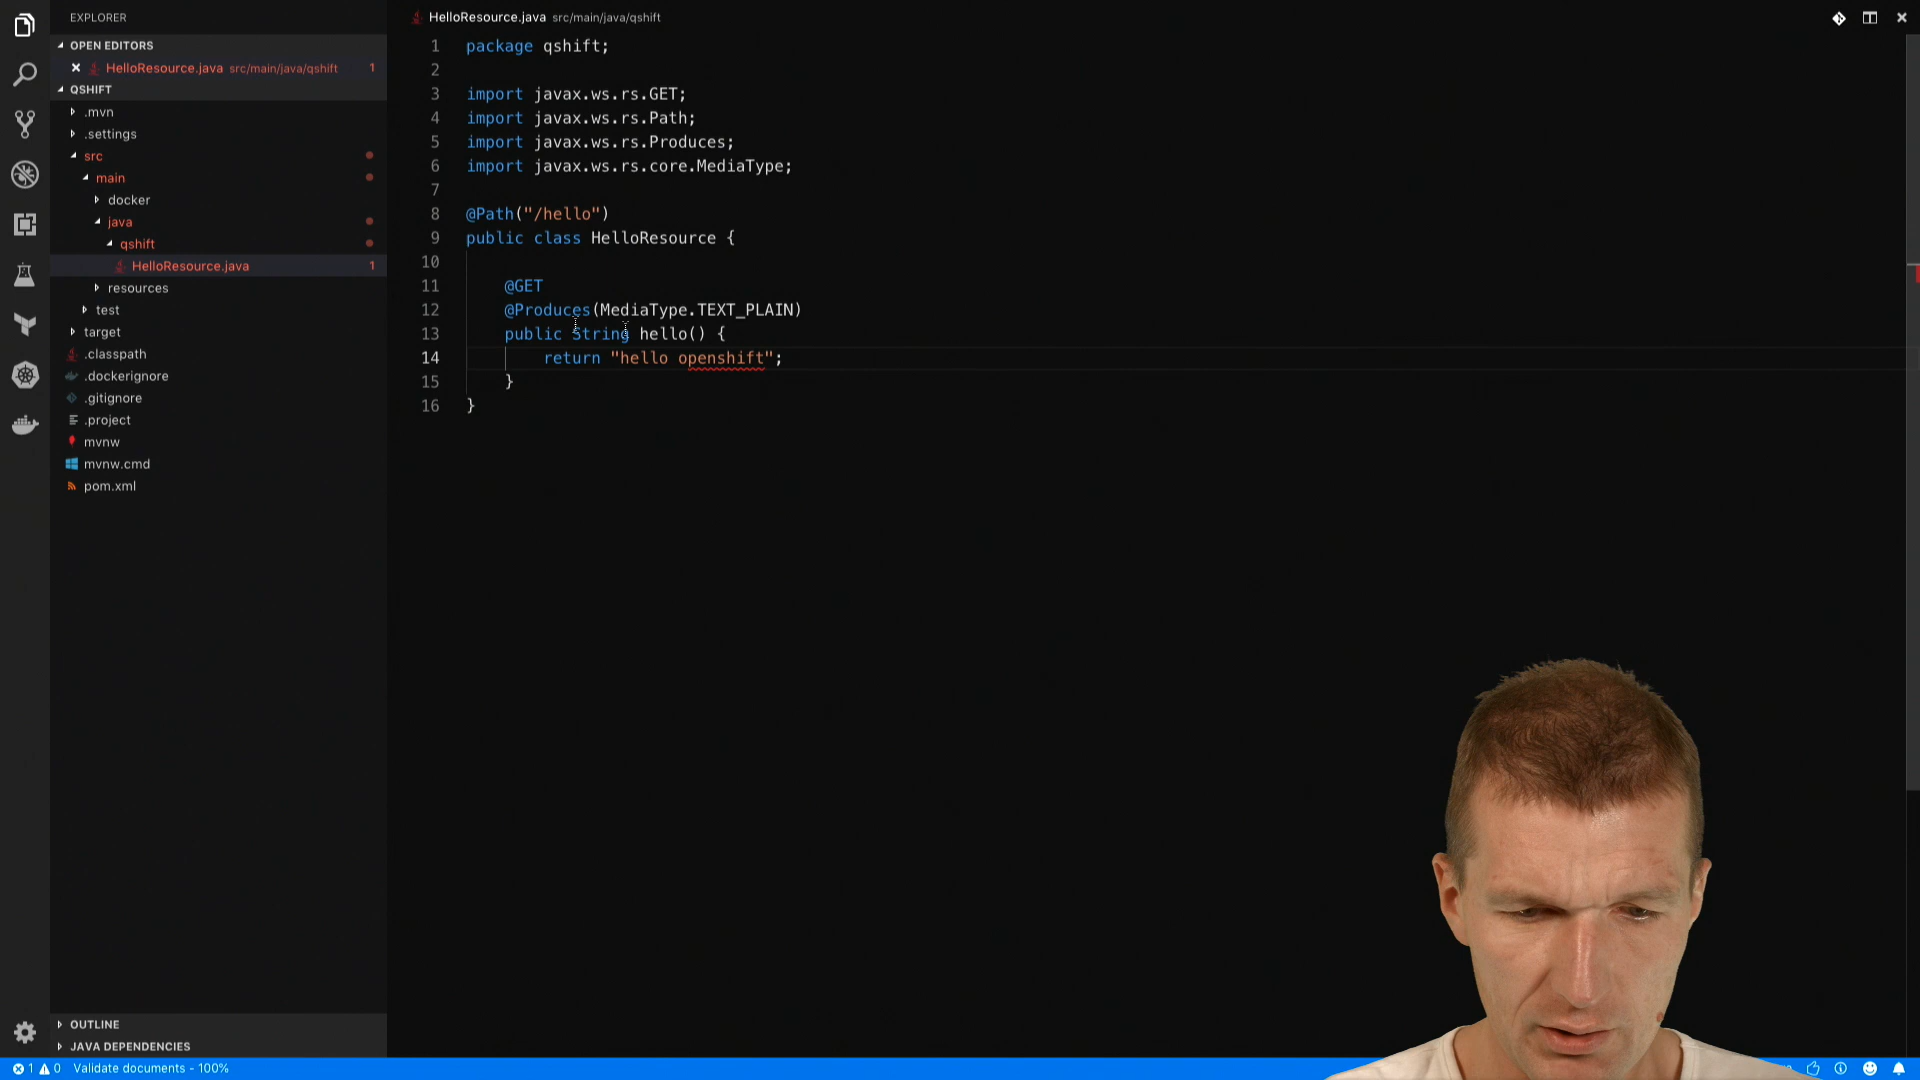 EXPLORER
OPEN EDITORS
HelloResource.java src/main/java/qshift 1
QSHIFT
.mvn
.settings
src
main
docker
java
qshift
HelloResource.java 1
resources
test
target
.classpath
.dockerignore
.gitignore
.project
mvnw
mvnw.cmd
pom.xml
OUTLINE
JAVA DEPENDENCIES
HelloResource.java src/main/java/qshift
1 package qshift;
2
3 import javax.ws.rs.GET;
4 import javax.ws.rs.Path;
5 import javax.ws.rs.Produces;
6 import javax.ws.rs.core.MediaType;
7
8 @Path("/hello")
9 public class HelloResource {
10
11 @GET
12 @Produces(MediaType.TEXT_PLAIN)
13 public String hello() {
14 return "hello openshift";
15 }
16 }
1 0 Validate documents - 100%